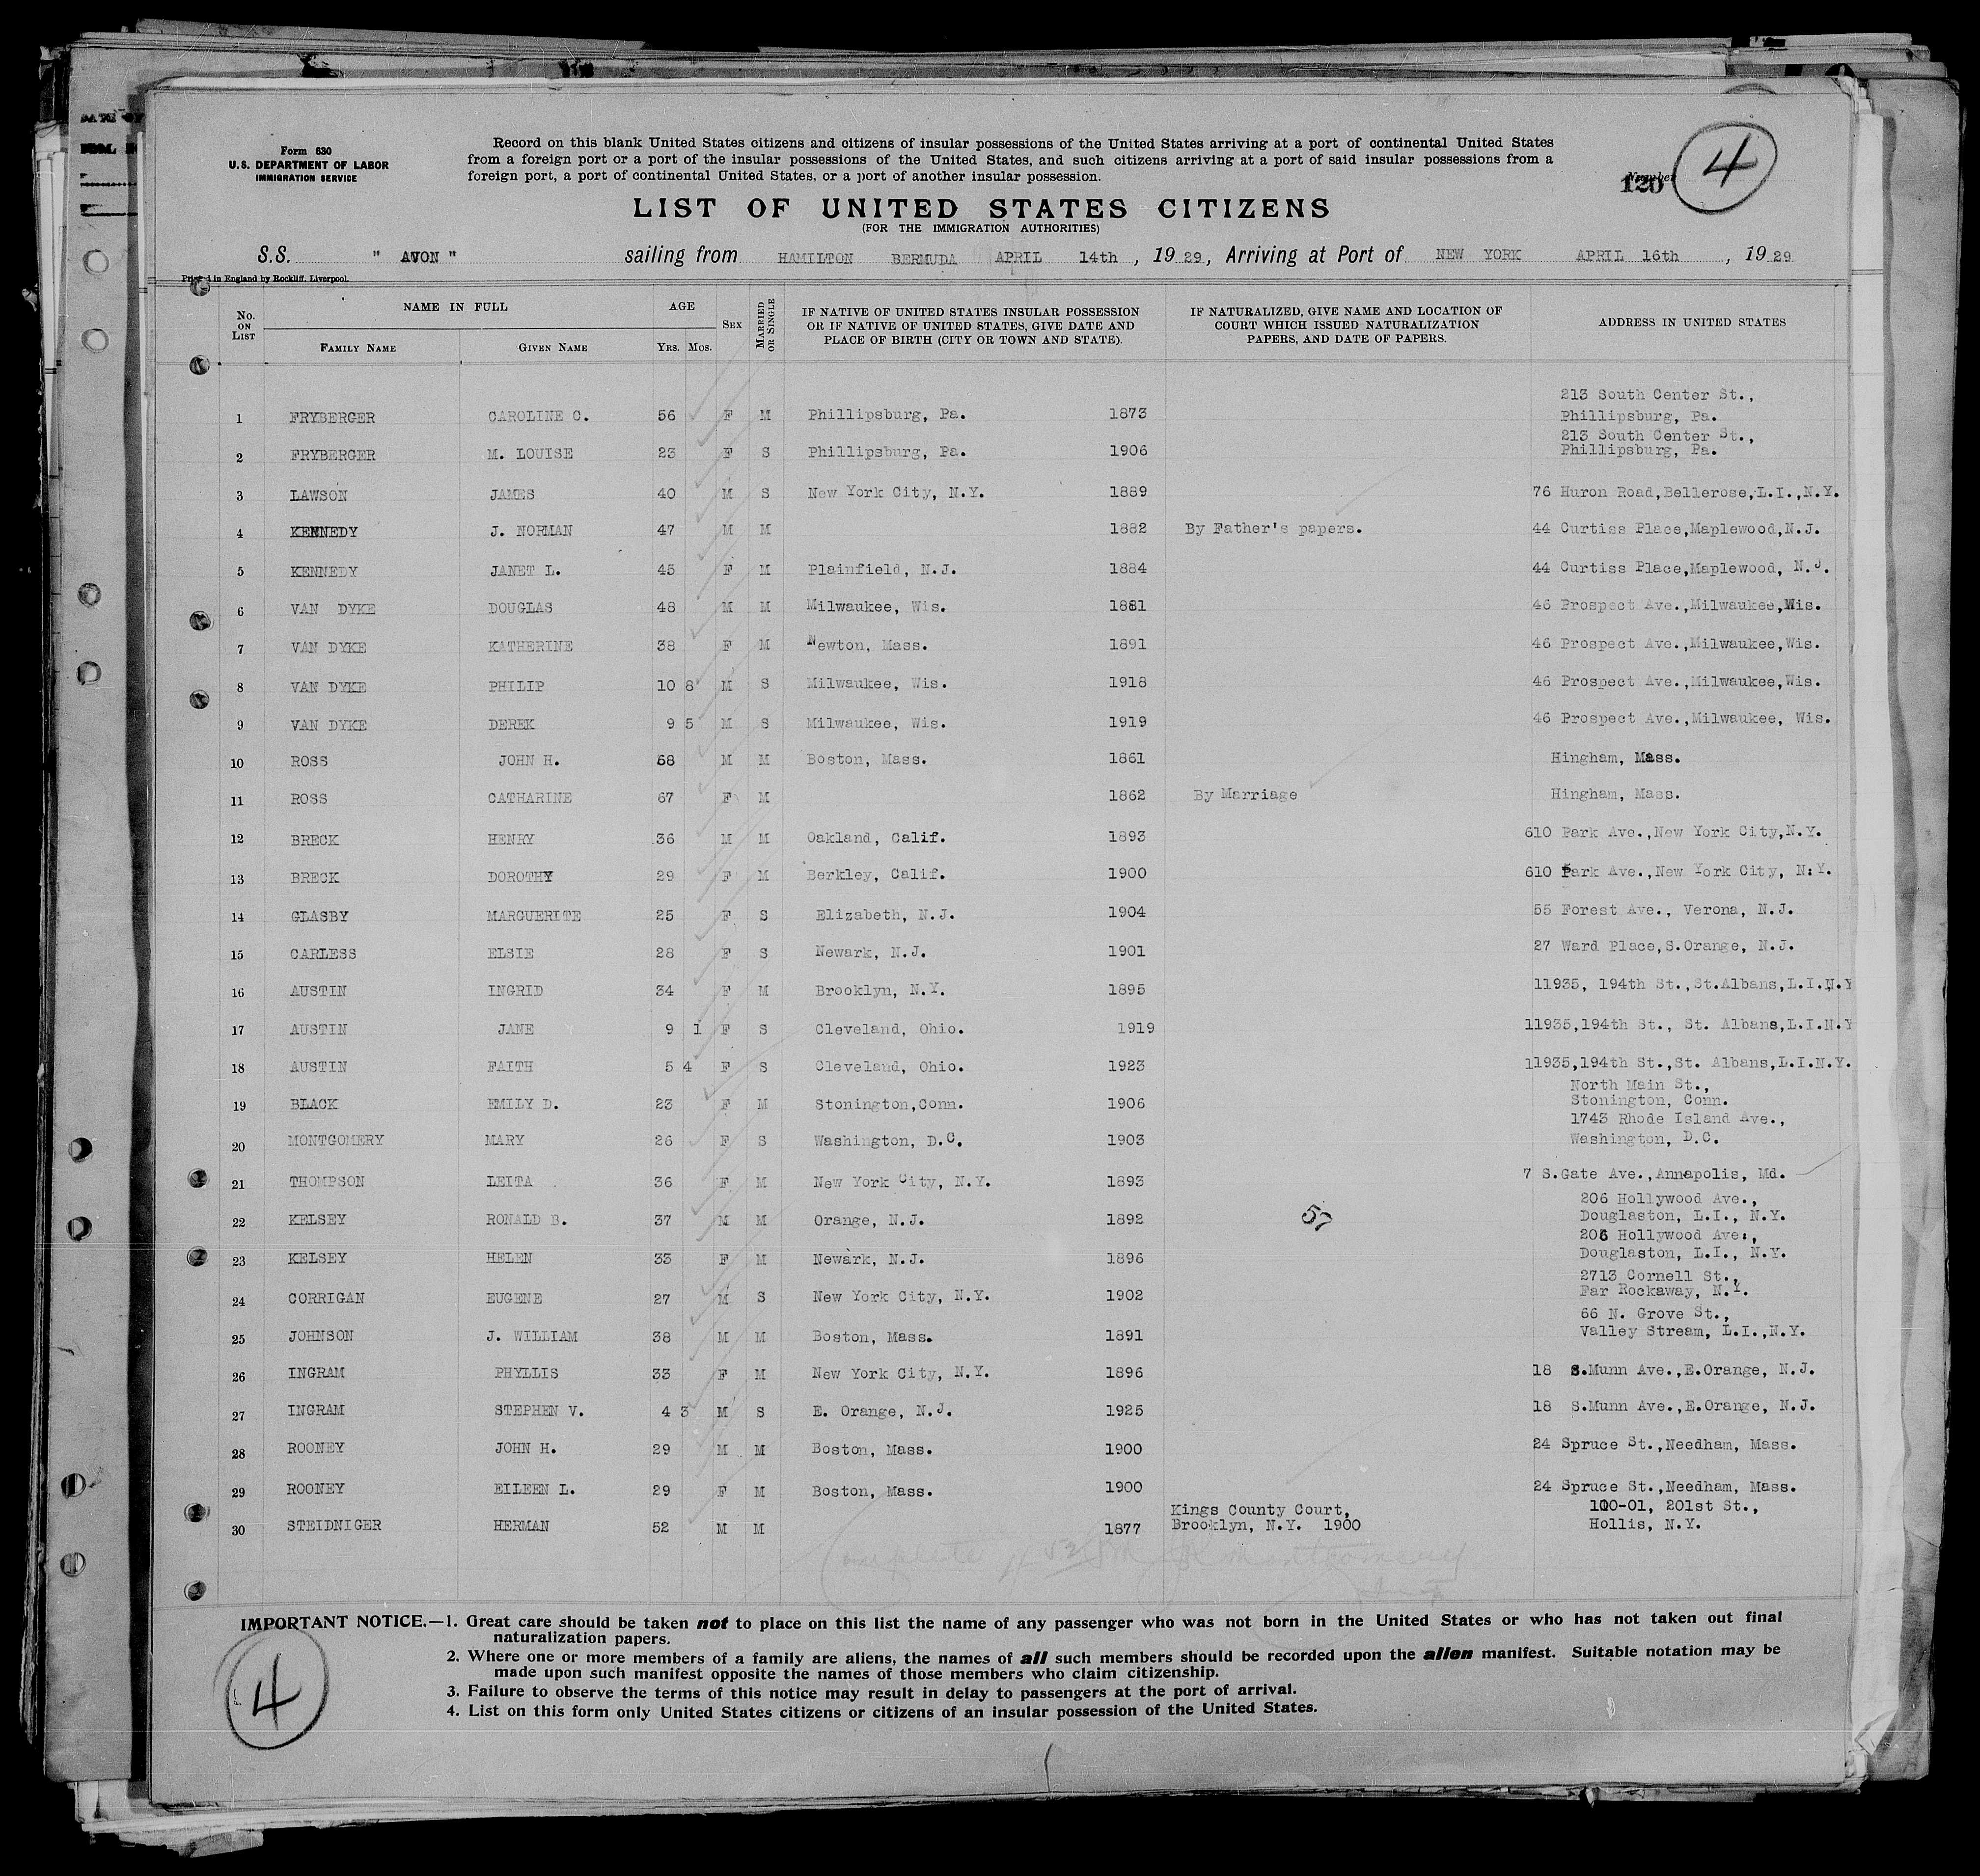 Form 630
U.S. DEPARTMENT OF LABOR
IMMIGRATION SERVICE
Record on this blank United States citizens and citizens of insular possessions of the United States arriving at a port of continental United States
from a foreign port or a port of the insular possessions of the United States, and such citizens arriving at a port of said insular possessions from a
foreign port, a port of continental United States, or a port of another insular possession.
120
Number
4
LIST OF UNITED STATES CITIZENS
(FOR THE IMMIGRATION AUTHORITIES)
S.S. " AVON " sailing from HAMILTON BERMUDA APRIL 14th, 1929, Arriving at Port of NEW YORK APRIL 16th, 1929
Printed in England by Rockliff, Liverpool.
No. ON LIST NAME IN FULL AGE SEX MARRIED OR SINGLE IF NATIVE OF UNITED STATES INSULAR POSSESSION OR IF NATIVE OF UNITED STATES, GIVE DATE AND PLACE OF BIRTH (CITY OR TOWN AND STATE). IF NATURALIZED, GIVE NAME AND LOCATION OF COURT WHICH ISSUED NATURALIZATION PAPERS, AND DATE OF PAPERS. ADDRESS IN UNITED STATES
FAMILY NAME GIVEN NAME YRS. MOS.
1 FRYBERGER CAROLINE C. 56 F M Phillipsburg, Pa. 1873 213 South Center St., Phillipsburg, Pa.
2 FRYBERGER M. LOUISE 23 F S Phillipsburg, Pa. 1906 213 South Center St., Phillipsburg, Pa.
3 LAWSON JAMES 40 M S New York City, N.Y. 1889 76 Huron Road,Bellerose,L.I.,N.Y.
4 KENNEDY J. NORMAN 47 M M 1882 By Father's papers. 44 Curtiss Place,Maplewood,N.J.
5 KENNEDY JANET L. 45 F M Plainfield, N.J. 1884 44 Curtiss Place,Maplewood, N.J.
6 VAN DYKE DOUGLAS 48 M M Milwaukee, Wis. 1881 46 Prospect Ave.,Milwaukee,Wis.
7 VAN DYKE KATHERINE 38 F M Newton, Mass. 1891 46 Prospect Ave.,Milwaukee,Wis.
8 VAN DYKE PHILIP 10 8 M S Milwaukee, Wis. 1918 46 Prospect Ave.,Milwaukee,Wis.
9 VAN DYKE DEREK 9 5 M S Milwaukee, Wis. 1919 46 Prospect Ave.,Milwaukee, Wis.
10 ROSS JOHN H. 68 M M Boston, Mass. 1861 Hingham, Mass.
11 ROSS CATHARINE 67 F M 1862 By Marriage Hingham, Mass.
12 BRECK HENRY 36 M M Oakland, Calif. 1893 610 Park Ave.,New York City,N.Y.
13 BRECK DOROTHY 29 F M Berkley, Calif. 1900 610 Park Ave.,New York City, N.Y.
14 GLASBY MARGUERITE 25 F S Elizabeth, N.J. 1904 55 Forest Ave., Verona, N.J.
15 CARLESS ELSIE 28 F S Newark, N.J. 1901 27 Ward Place,S.Orange, N.J.
16 AUSTIN INGRID 34 F M Brooklyn, N.Y. 1895 11935, 194th St.,St.Albans,L.I.N.Y
17 AUSTIN JANE 9 1 F S Cleveland, Ohio. 1919 11935,194th St., St. Albans,L.I.N.Y
18 AUSTIN FAITH 5 4 F S Cleveland, Ohio. 1923 11935,194th St.,St. Albans,L.I.N.Y.
19 BLACK EMILY D. 23 F M Stonington,Conn. 1906 North Main St., Stonington, Conn.
20 MONTGOMERY MARY 26 F S Washington, D.C. 1903 1743 Rhode Island Ave., Washington, D.C.
21 THOMPSON LEITA 36 F M New York City, N.Y. 1893 7 S.Gate Ave.,Annapolis, Md.
22 KELSEY RONALD B. 37 M M Orange, N.J. 1892 206 Hollywood Ave., Douglaston, L.I., N.Y.
57
23 KELSEY HELEN 33 F M Newark, N.J. 1896 206 Hollywood Ave., Douglaston, L.I., N.Y.
24 CORRIGAN EUGENE 27 M S New York City, N.Y. 1902 2713 Cornell St., Far Rockaway, N.Y.
25 JOHNSON J. WILLIAM 38 M M Boston, Mass. 1891 66 N. Grove St., Valley Stream, L.I.,N.Y.
26 INGRAM PHYLLIS 33 F M New York City, N.Y. 1896 18 S.Munn Ave.,E.Orange, N.J.
27 INGRAM STEPHEN V. 4 3 M S E. Orange, N.J. 1925 18 S.Munn Ave.,E.Orange, N.J.
28 ROONEY JOHN H. 29 M M Boston, Mass. 1900 24 Spruce St.,Needham, Mass.
29 ROONEY EILEEN L. 29 F M Boston, Mass. 1900 24 Spruce St.,Needham, Mass.
30 STEIDNIGER HERMAN 52 M M 1877 Kings County Court, Brooklyn, N.Y. 1900 100-01, 201st St., Hollis, N.Y.
Montgomery
IMPORTANT NOTICE.—1. Great care should be taken not to place on this list the name of any passenger who was not born in the United States or who has not taken out final
naturalization papers.
2. Where one or more members of a family are aliens, the names of all such members should be recorded upon the alien manifest. Suitable notation may be
made upon such manifest opposite the names of those members who claim citizenship.
3. Failure to observe the terms of this notice may result in delay to passengers at the port of arrival.
4. List on this form only United States citizens or citizens of an insular possession of the United States.
4